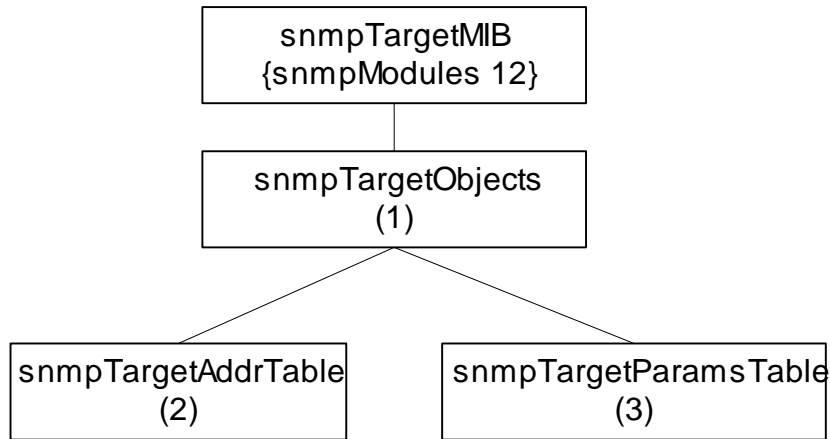 snmpTargetMIB
{snmpModules 12}
snmpTargetObjects
(1)
snmpTargetAddrTable
(2)
snmpTargetParamsTable
(3)